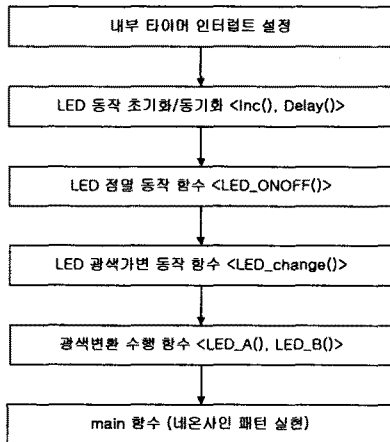 내부 타이머 인터럽트 설정
LED 동작 초기화/동기화 <Inc(), Delay()>
LED 점멸 동작 함수 <LED_ONOFF()>
LED 광색가변 동작 함수 <LED_change()>
광색변환 수행 함수 <LED_A(), LED_B()>
main 함수 (네온사인 패턴 실현)